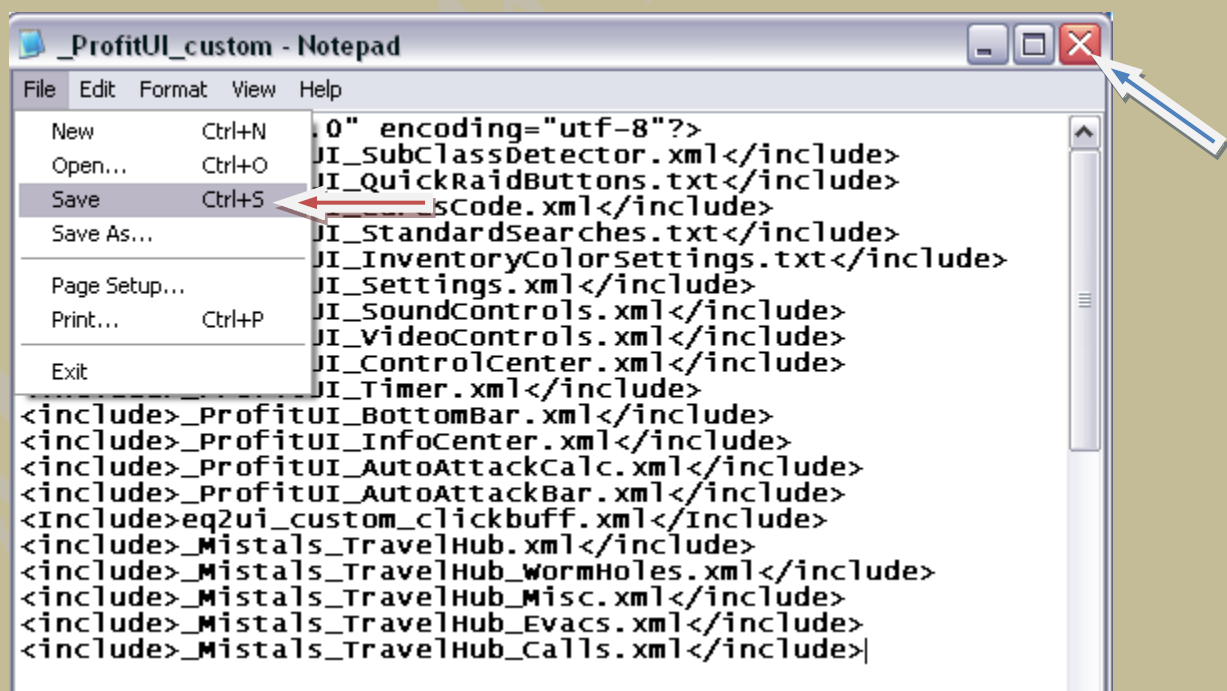 _ProfitUI_custom - Notepad
File Edit Format View Help
New Ctrl+N
Open... Ctrl+O
Save Ctrl+S
Save As...
Page Setup...
Print... Ctrl+P
Exit
.0" encoding="utf-8"?>
UI_SubClassDetector.xml</include>
UI_QuickRaidButtons.txt</include>
Code.xml</include>
UI_StandardSearches.txt</include>
UI_InventoryColorSettings.txt</include>
UI_Settings.xml</include>
UI_SoundControls.xml</include>
UI_VideoControls.xml</include>
UI_ControlCenter.xml</include>
UI_Timer.xml</include>
<include>_ProfitUI_BottomBar.xml</include>
<include>_ProfitUI_InfoCenter.xml</include>
<include>_ProfitUI_AutoAttackCalc.xml</include>
<include>_ProfitUI_AutoAttackBar.xml</include>
<Include>eq2ui_custom_clickbuff.xml</Include>
<include>_Mistals_TravelHub.xml</include>
<include>_Mistals_TravelHub_WormHoles.xml</include>
<include>_Mistals_TravelHub_Misc.xml</include>
<include>_Mistals_TravelHub_Evacs.xml</include>
<include>_Mistals_TravelHub_Calls.xml</include>